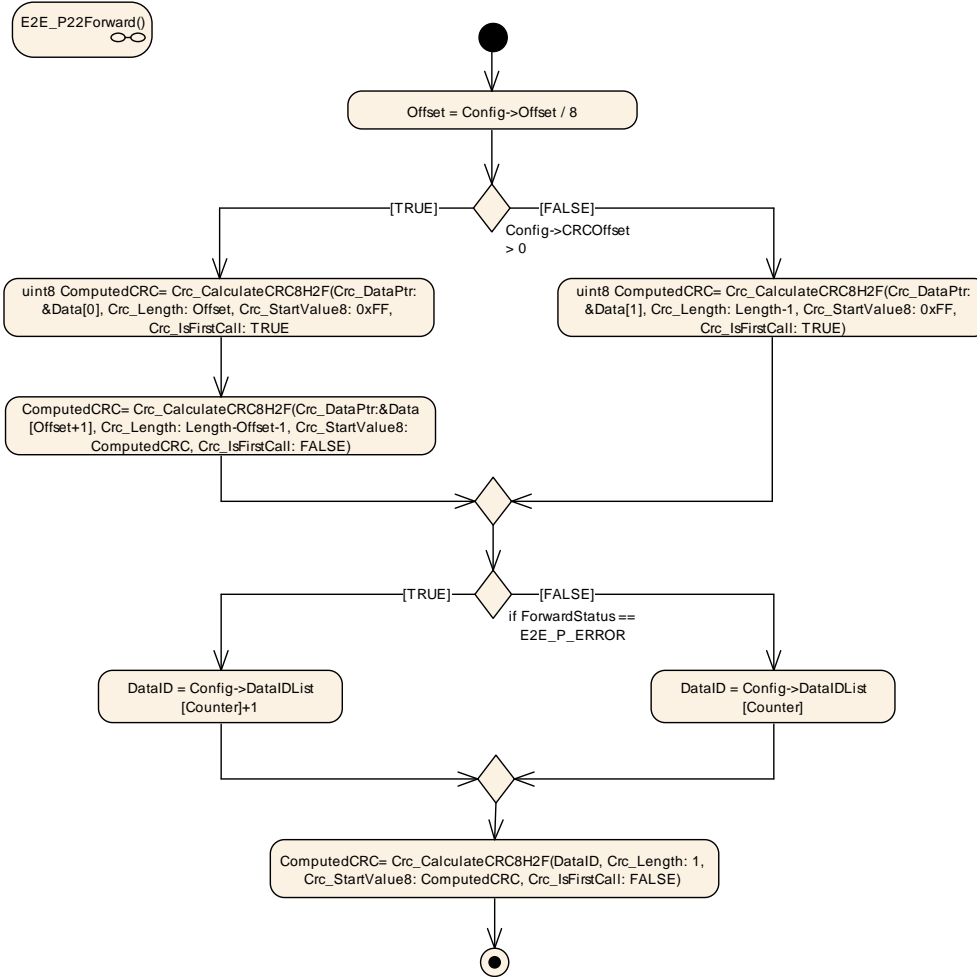 E2E_P22Forward()
Offset = Config->Offset / 8
[TRUE]
[FALSE]
Config->CRCOffset
> 0
uint8 ComputedCRC= Crc_CalculateCRC8H2F(Crc_DataPtr:
&Data[0], Crc_Length: Offset, Crc_StartValue8: 0xFF,
Crc_IsFirstCall: TRUE
uint8 ComputedCRC= Crc_CalculateCRC8H2F(Crc_DataPtr:
&Data[1], Crc_Length: Length-1, Crc_StartValue8: 0xFF,
Crc_IsFirstCall: TRUE)
ComputedCRC= Crc_CalculateCRC8H2F(Crc_DataPtr:&Data
[Offset+1], Crc_Length: Length-Offset-1, Crc_StartValue8:
ComputedCRC, Crc_IsFirstCall: FALSE)
[TRUE]
[FALSE]
if ForwardStatus ==
E2E_P_ERROR
DataID = Config->DataIDList
[Counter]+1
DataID = Config->DataIDList
[Counter]
ComputedCRC= Crc_CalculateCRC8H2F(DataID, Crc_Length: 1,
Crc_StartValue8: ComputedCRC, Crc_IsFirstCall: FALSE)